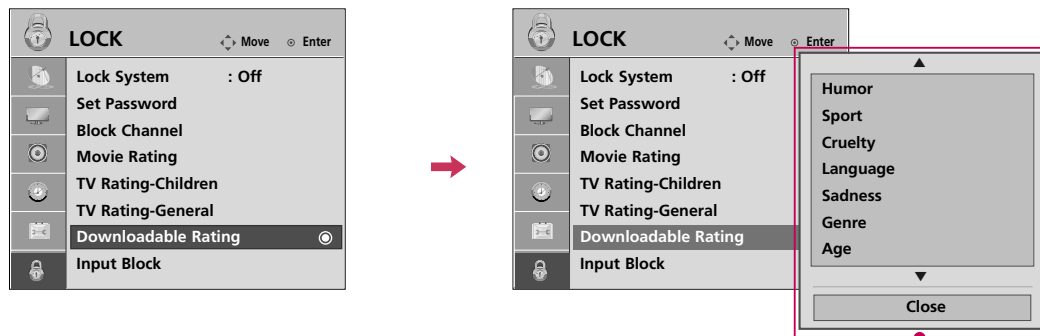 LOCK
Move
Enter
Lock System : Off
Set Password
Block Channel
Movie Rating
TV Rating-Children
TV Rating-General
Downloadable Rating
Input Block
LOCK
Move
Enter
Lock System : Off
Set Password
Block Channel
Movie Rating
TV Rating-Children
TV Rating-General
Downloadable Rating
Input Block
Humor
Sport
Cruelty
Language
Sadness
Genre
Age
Close